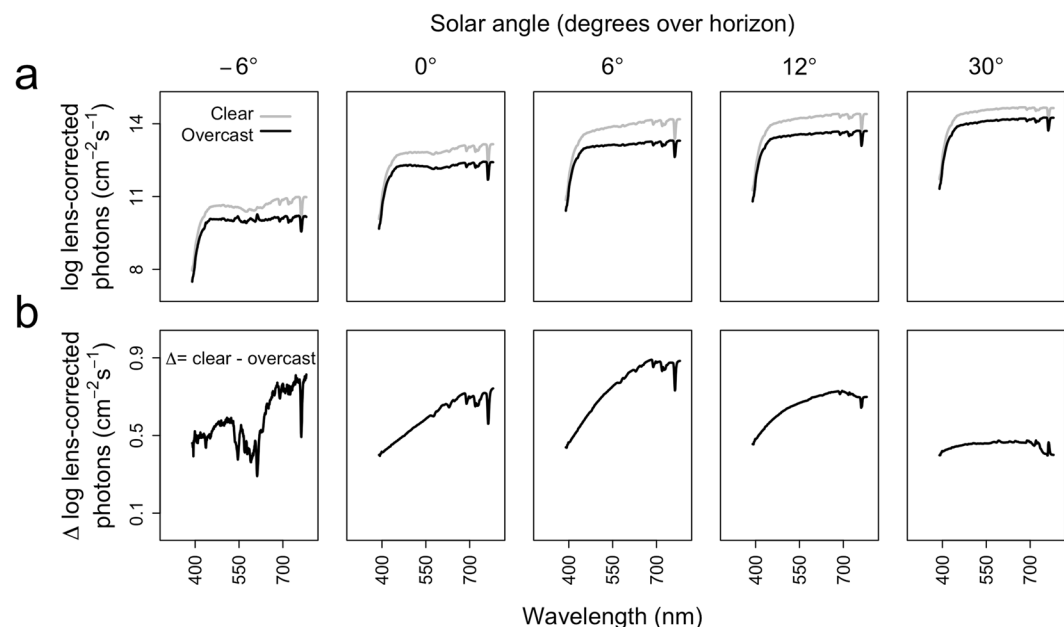 Solar angle (degrees over horizon)
a
−6° 0° 6° 12° 30°
log lens-corrected
photons (cm⁻²s⁻¹)
14
11
8
Clear
Overcast
b
Δ log lens-corrected
photons (cm⁻²s⁻¹)
0.9
0.5
0.1
Δ= clear - overcast
400 550 700 400 550 700 400 550 700 400 550 700 400 550 700
Wavelength (nm)